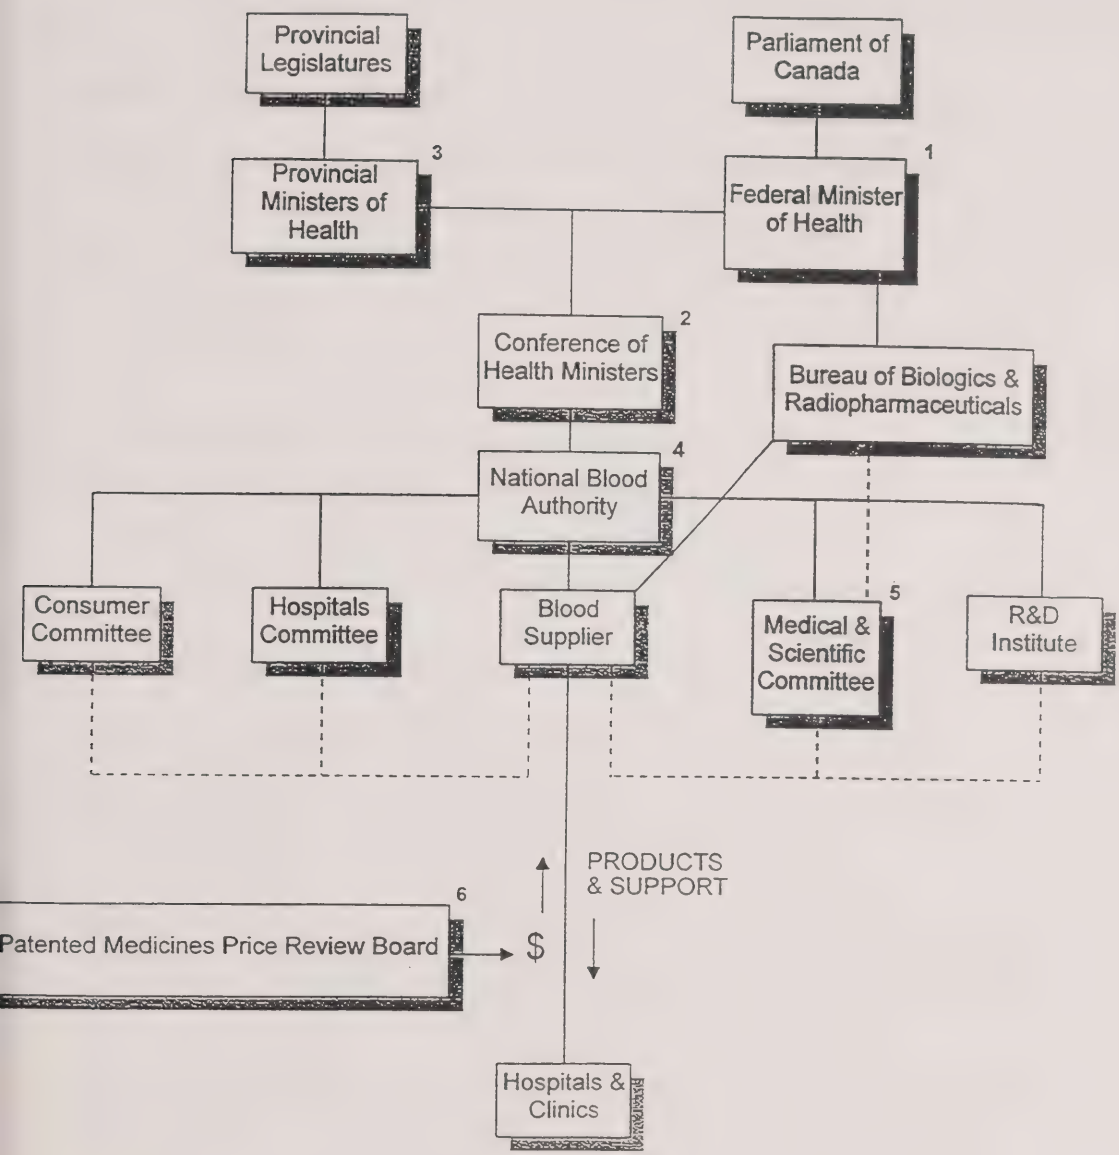 Provincial
Legislatures
Parliament of
Canada
3
Provincial
Ministers of
Health
1
Federal Minister
of Health
2
Conference of
Health Ministers
Bureau of Biologics &
Radiopharmaceuticals
4
National Blood
Authority
Consumer
Committee
Hospitals
Committee
Blood
Supplier
5
Medical &
Scientific
Committee
R&D
Institute
PRODUCTS
& SUPPORT
6
Patented Medicines Price Review Board
$
Hospitals &
Clinics